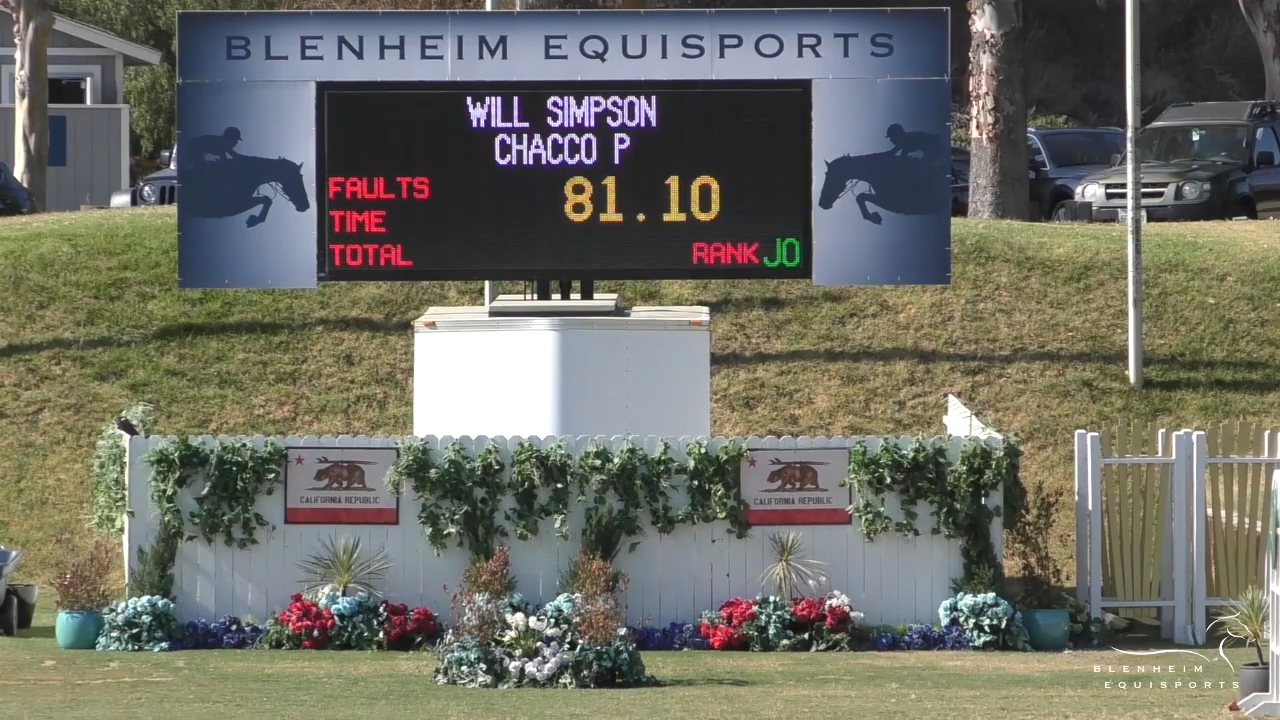 BLENHEIM EQUISPORTS
WILL SIMPSON
CHACCO P
FAULTS 81.10
TIME
TOTAL RANK JO
CALIFORNIA REPUBLIC
CALIFORNIA REPUBLIC
BLENHEIM
EQUISPORTS